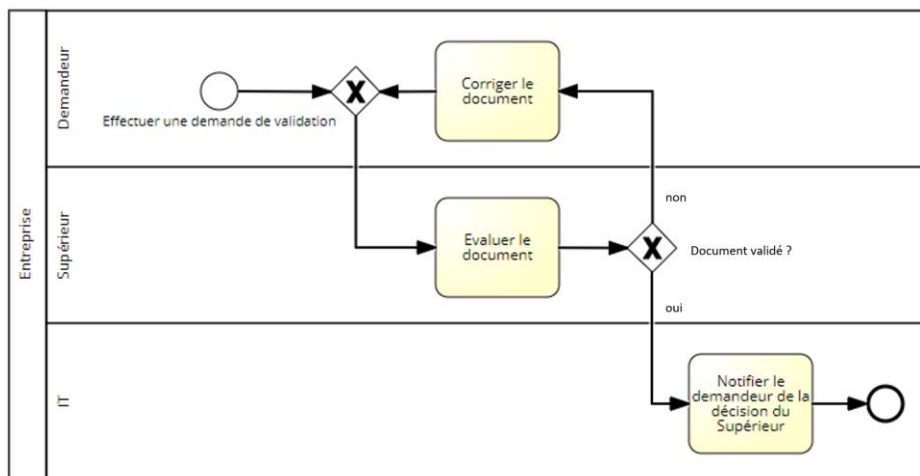 Entreprise
Demandeur
Effectuer une demande de validation
Corriger le
document
Supérieur
Evaluer le
document
non
Document validé ?
oui
IT
Notifier le
demandeur de la
décision du
Supérieur